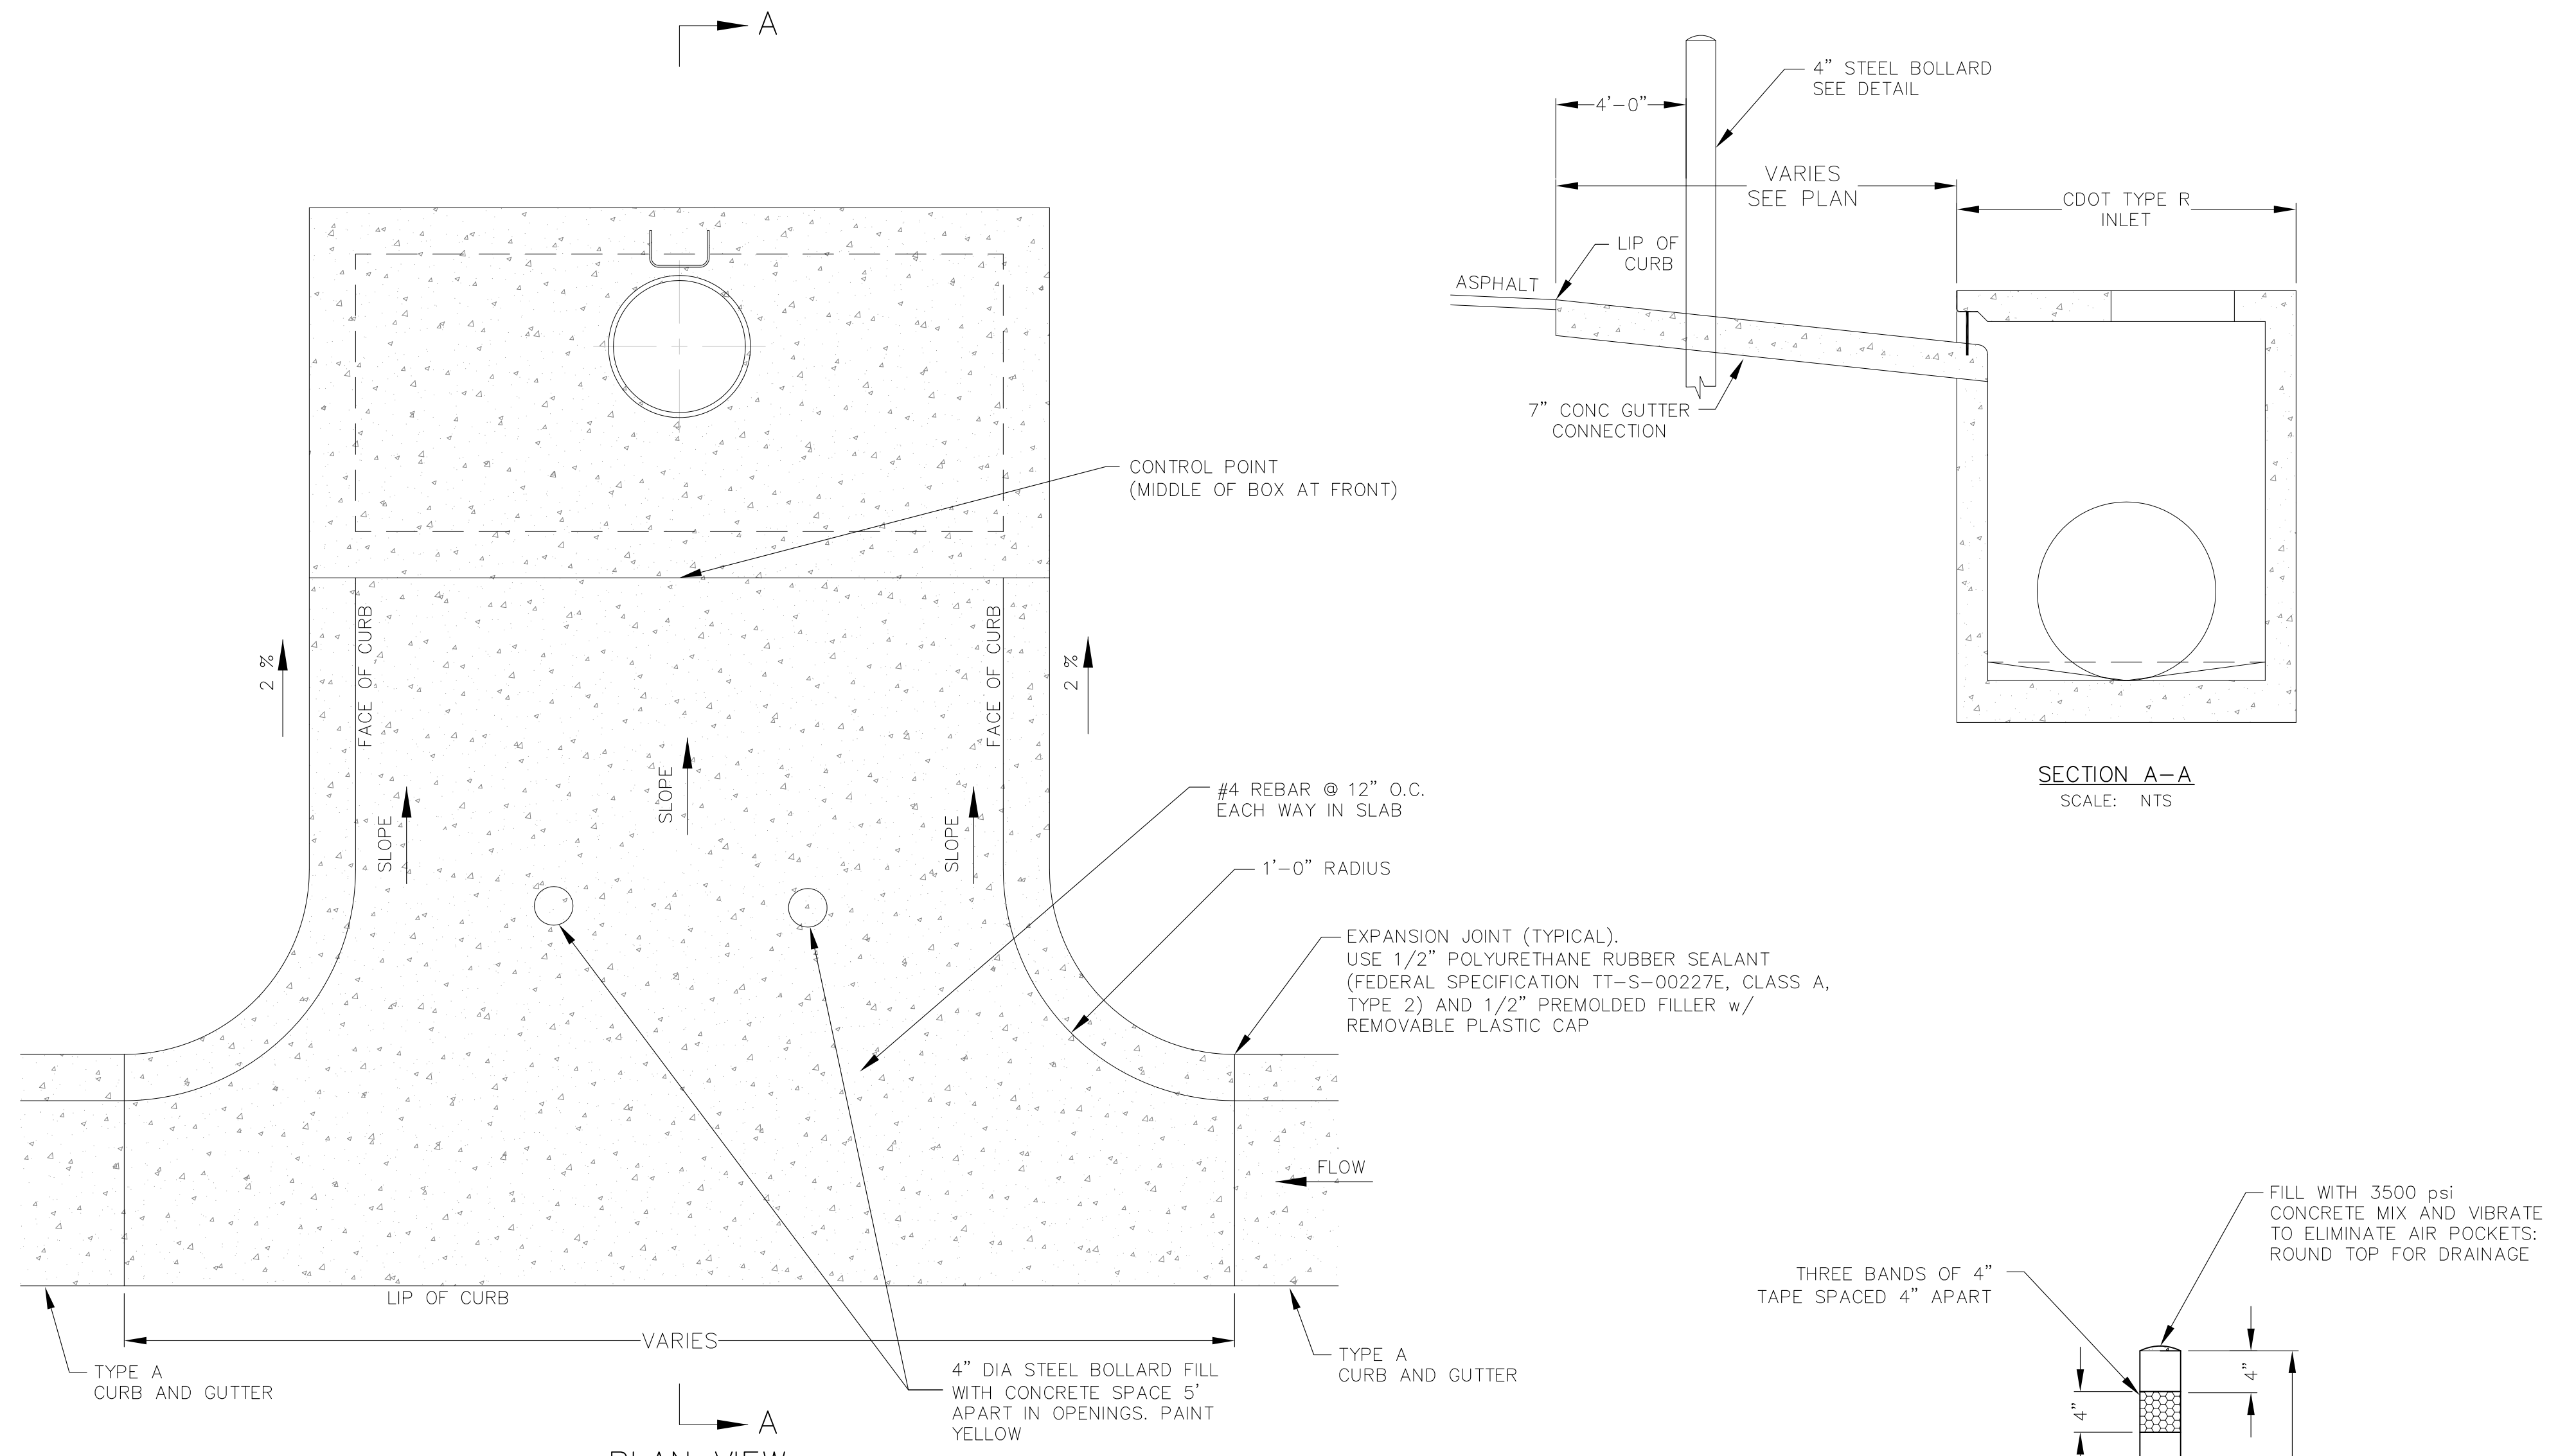 A
4" STEEL BOLLARD
SEE DETAIL
4'-0"
VARIES
SEE PLAN
CDOT TYPE R
INLET
LIP OF
CURB
ASPHALT
7" CONC GUTTER
CONNECTION
CONTROL POINT
(MIDDLE OF BOX AT FRONT)
FACE OF CURB
FACE OF CURB
2 %
2 %
SLOPE
SLOPE
SLOPE
SECTION A-A
SCALE: NTS
#4 REBAR @ 12" O.C.
EACH WAY IN SLAB
1'-0" RADIUS
EXPANSION JOINT (TYPICAL).
USE 1/2" POLYURETHANE RUBBER SEALANT
(FEDERAL SPECIFICATION TT-S-00227E, CLASS A,
TYPE 2) AND 1/2" PREMOLDED FILLER w/
REMOVABLE PLASTIC CAP
FLOW
LIP OF CURB
VARIES
TYPE A
CURB AND GUTTER
TYPE A
CURB AND GUTTER
4" DIA STEEL BOLLARD FILL
WITH CONCRETE SPACE 5'
APART IN OPENINGS. PAINT
YELLOW
A
PLAN VIEW
FILL WITH 3500 psi
CONCRETE MIX AND VIBRATE
TO ELIMINATE AIR POCKETS:
ROUND TOP FOR DRAINAGE
THREE BANDS OF 4"
TAPE SPACED 4" APART
4"
4"